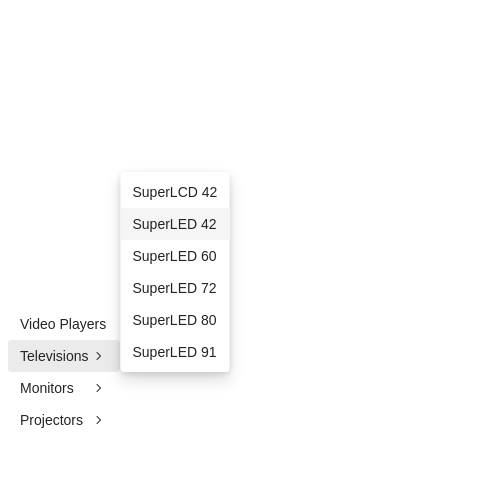 SuperLCD 42
SuperLED 42
SuperLED 60
SuperLED 72
SuperLED 80
SuperLED 91
Video Players
Televisions
Monitors
Projectors